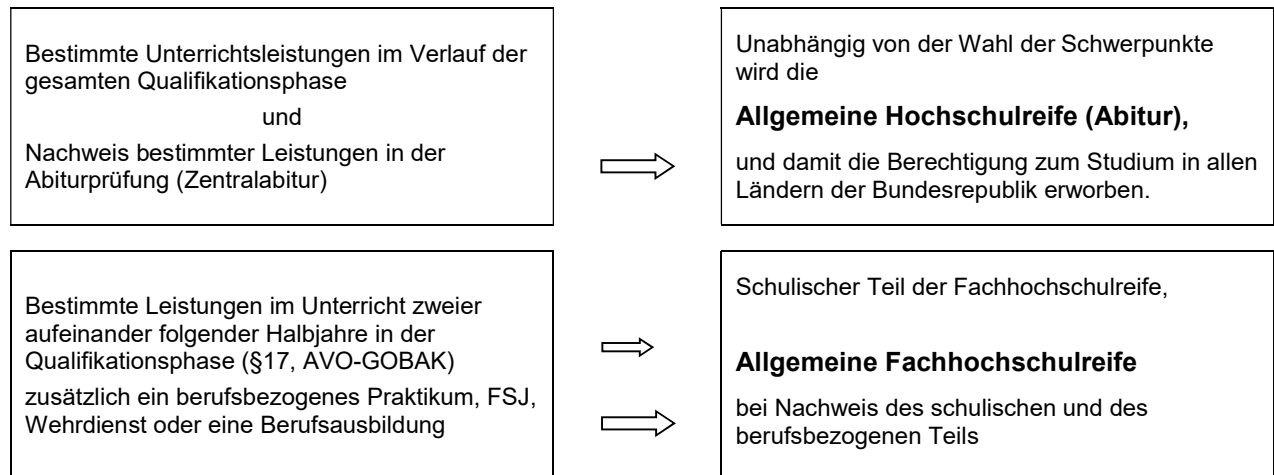 Bestimmte Unterrichtsleistungen im Verlauf der
gesamten Qualifikationsphase
und
Nachweis bestimmter Leistungen in der
Abiturprüfung (Zentralabitur)
Unabhängig von der Wahl der Schwerpunkte
wird die
Allgemeine Hochschulreife (Abitur),
und damit die Berechtigung zum Studium in allen
Ländern der Bundesrepublik erworben.
Bestimmte Leistungen im Unterricht zweier
aufeinander folgender Halbjahre in der
Qualifikationsphase (§17, AVO-GOBAK)
zusätzlich ein berufsbezogenes Praktikum, FSJ,
Wehrdienst oder eine Berufsausbildung
Schulischer Teil der Fachhochschulreife,
Allgemeine Fachhochschulreife
bei Nachweis des schulischen und des
berufsbezogenen Teils